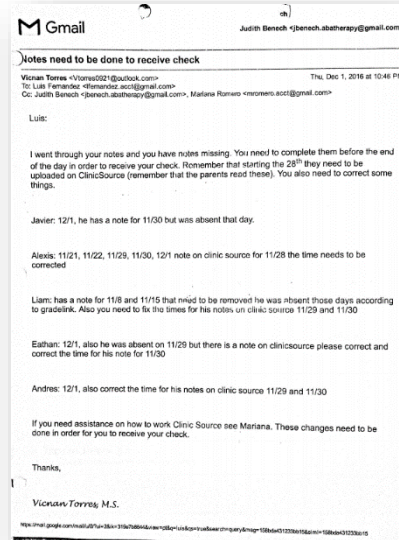 Gmail
Judith Benech <jbenech.abatherapy@gmail.com
Notes need to be done to receive check
Vicnan Torres <Vtorres0921@outlook.com>
Thu, Dec 1, 2016 at 10:46 P
To: Luis Fernandez <lfernandez.acct@gmail.com>
Cc: Judith Benech <jbenech.abatherapy@gmail.com>, Mariana Romero <mromero.acct@gmail.com>
Luis:
I went through your notes and you have notes missing. You need to complete them before the end
of the day in order to receive your check. Remember that starting the 28th they need to be
uploaded on ClinicSource (remember that the parents read these). You also need to correct some
things.
Javier: 12/1, he has a note for 11/30 but was absent that day.
Alexis: 11/21, 11/22, 11/29, 11/30, 12/1 note on clinic source for 11/28 the time needs to be
corrected
Liam: has a note for 11/8 and 11/15 that need to be removed he was absent those days according
to gradelink. Also you need to fix the times for his notes on clinic source 11/29 and 11/30
Eathan: 12/1, also he was absent on 11/29 but there is a note on clinicsource please correct and
correct the time for his note for 11/30
Andres: 12/1, also correct the time for his notes on clinic source 11/29 and 11/30
If you need assistance on how to work Clinic Source see Mariana. These changes need to be
done in order for you to receive your check.
Thanks,
Vicnan Torres, M.S.